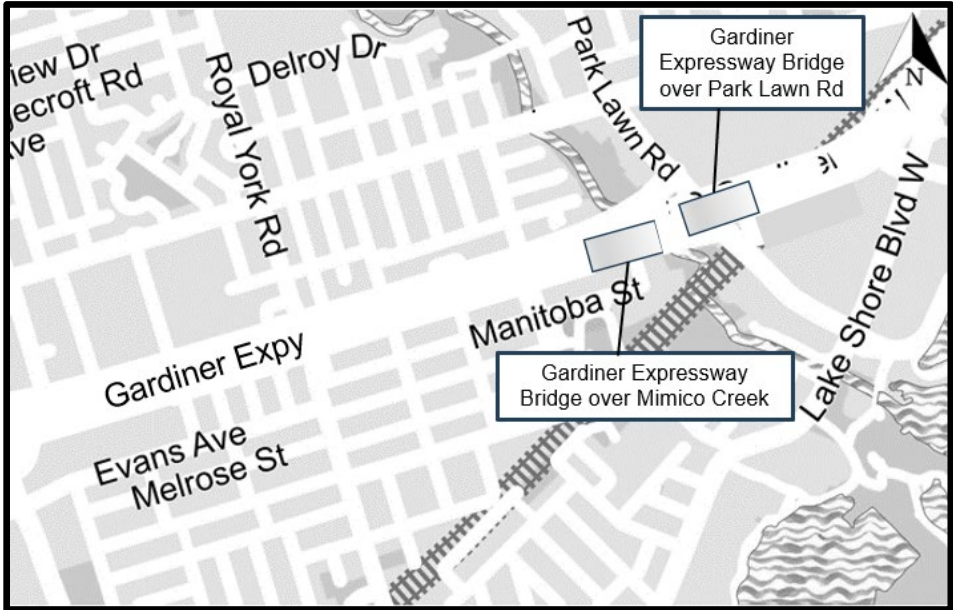 iew Dr
ecroft Rd
ve
Royal York Rd
Delroy Dr
Park Lawn Rd
Gardiner
Expressway Bridge
over Park Lawn Rd
N
Lake Shore Blvd W
Manitoba St
Gardiner Expy
Gardiner Expressway
Bridge over Mimico Creek
Evans Ave
Melrose St